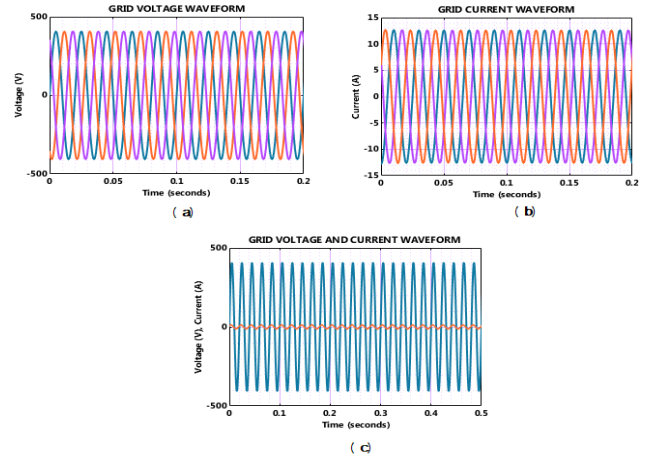 GRID VOLTAGE WAVEFORM
500
0
-500
Voltage (V)
0
0.05
0.1
0.15
0.2
Time (seconds)
(a)
GRID CURRENT WAVEFORM
15
10
5
0
-5
-10
-15
Current (A)
0
0.05
0.1
0.15
0.2
Time (seconds)
(b)
GRID VOLTAGE AND CURRENT WAVEFORM
500
0
-500
Voltage (V), Current (A)
0
0.1
0.2
0.3
0.4
0.5
Time (seconds)
(c)